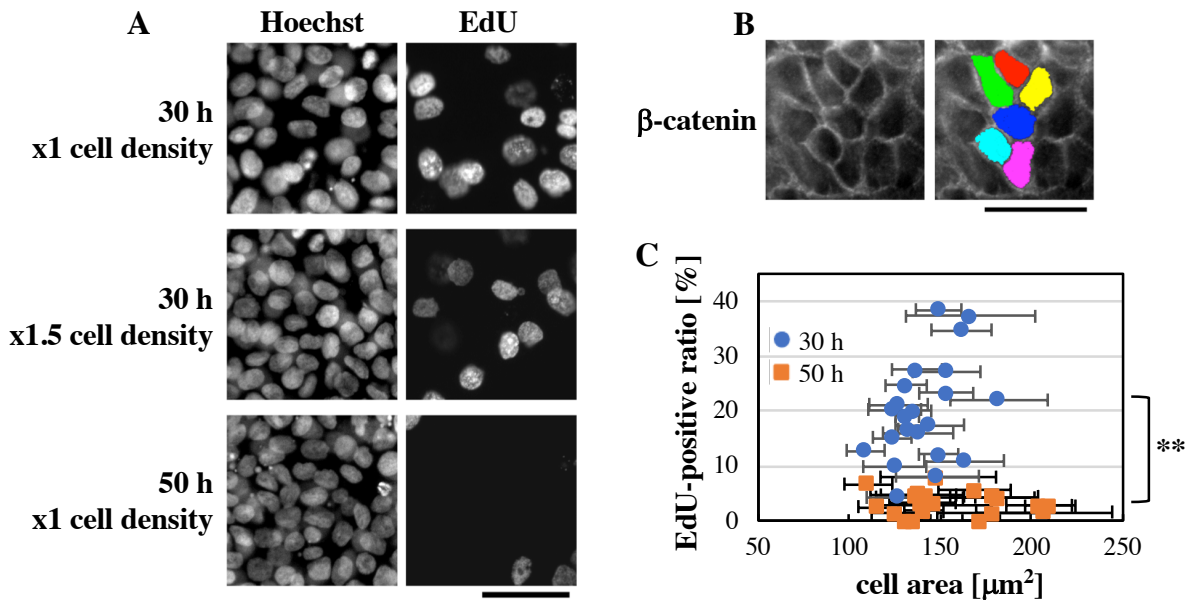 A
Hoechst
EdU
30 h
x1 cell density
30 h
x1.5 cell density
50 h
x1 cell density
B
β-catenin
C
EdU-positive ratio [%]
40
30
20
10
0
30 h
50 h
**
50
100
150
200
250
cell area [μm²]